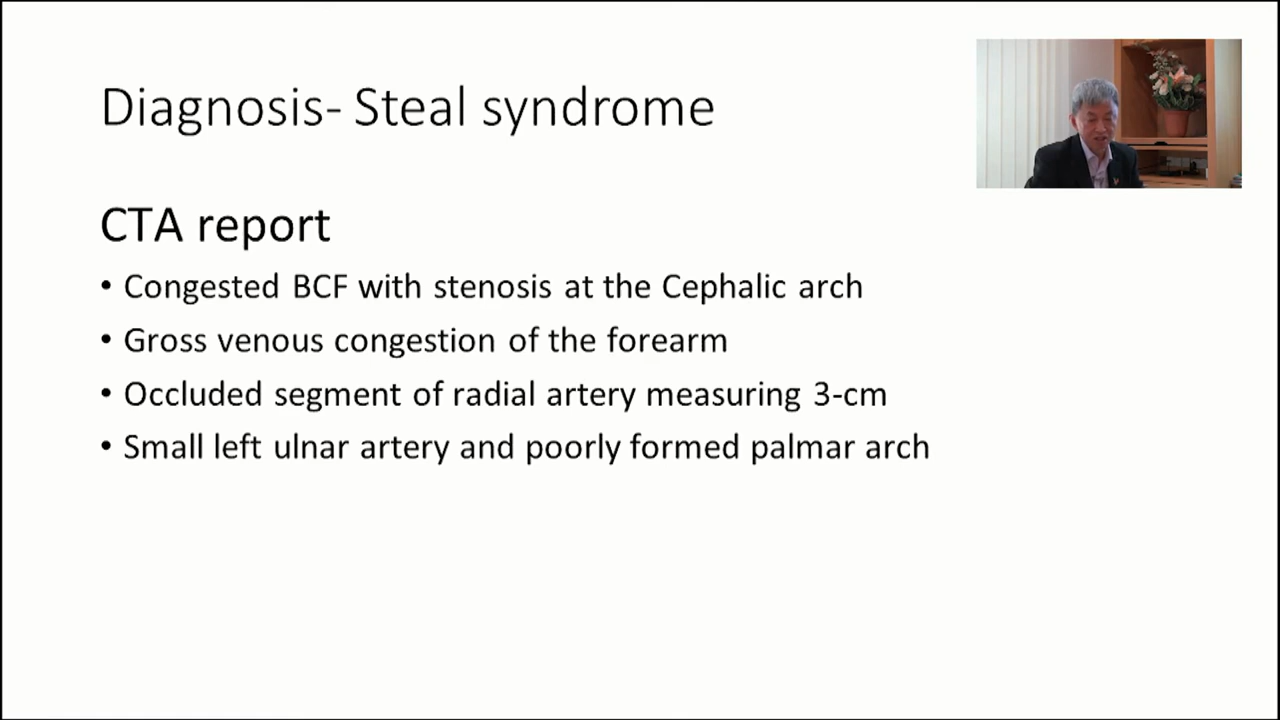 Diagnosis- Steal syndrome
CTA report
• Congested BCF with stenosis at the Cephalic arch
• Gross venous congestion of the forearm
• Occluded segment of radial artery measuring 3-cm
• Small left ulnar artery and poorly formed palmar arch